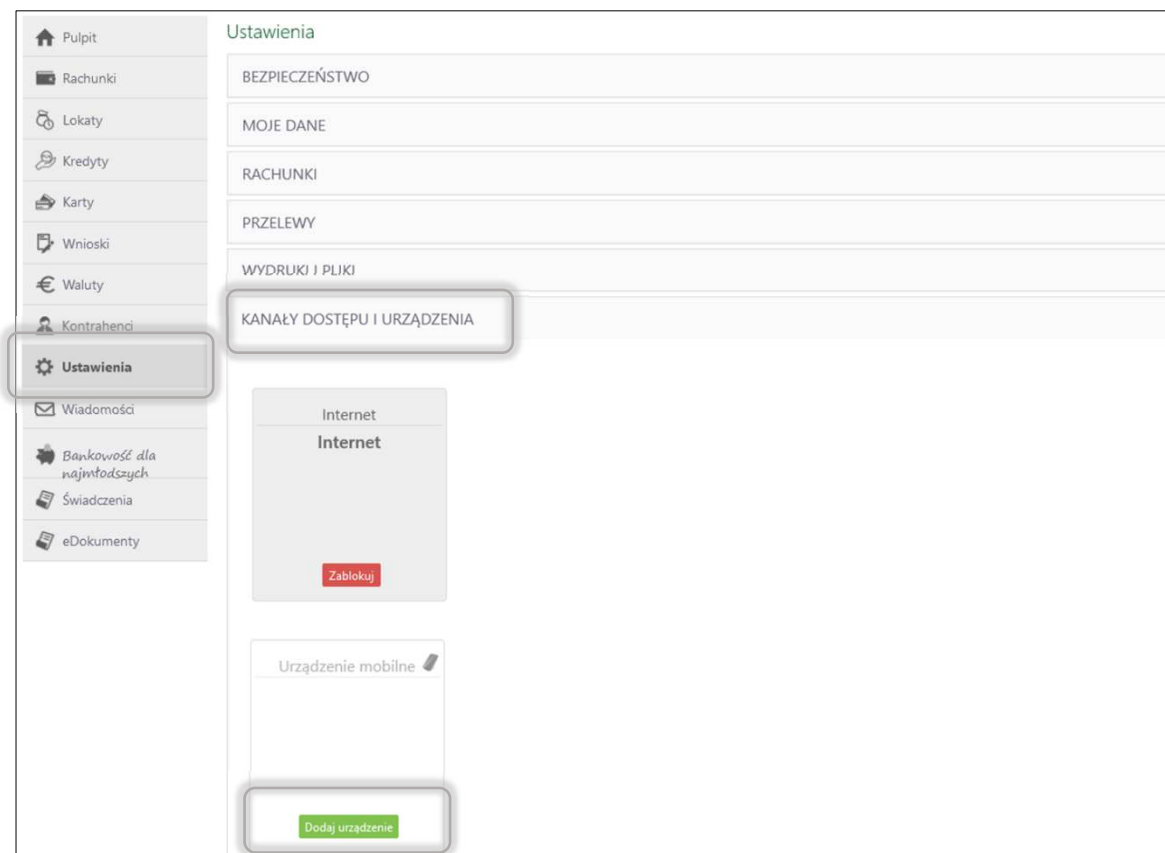 Pulpit
Rachunki
Lokaty
Kredyty
Karty
Wnioski
Waluty
Kontrahenci
Ustawienia
Wiadomości
Bankowość dla
najmłodszych
Świadczenia
eDokumenty
Ustawienia
BEZPIECZEŃSTWO
MOJE DANE
RACHUNKI
PRZELEWY
WYDRUKI I PLIKI
KANAŁY DOSTĘPU I URZĄDZENIA
Internet
Internet
Zablokuj
Urządzenie mobilne
Dodaj urządzenie